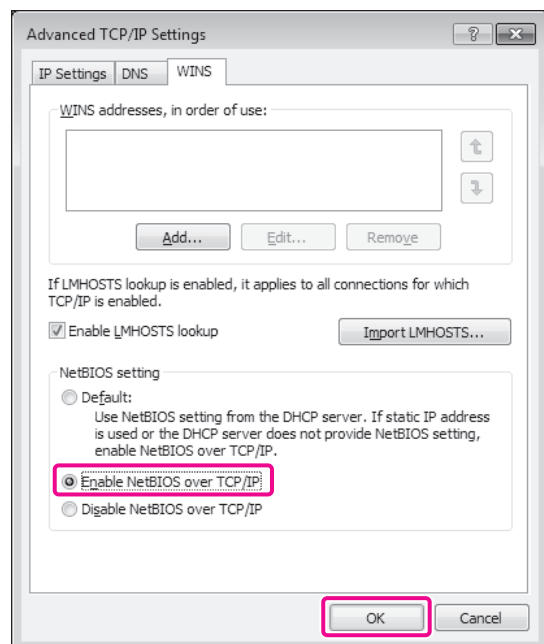 Advanced TCP/IP Settings
IP Settings DNS WINS
WINS addresses, in order of use:
Add... Edit... Remove
If LMHOSTS lookup is enabled, it applies to all connections for which
TCP/IP is enabled.
Enable LMHOSTS lookup Import LMHOSTS...
NetBIOS setting
Default:
Use NetBIOS setting from the DHCP server. If static IP address
is used or the DHCP server does not provide NetBIOS setting,
enable NetBIOS over TCP/IP.
Enable NetBIOS over TCP/IP
Disable NetBIOS over TCP/IP
OK Cancel